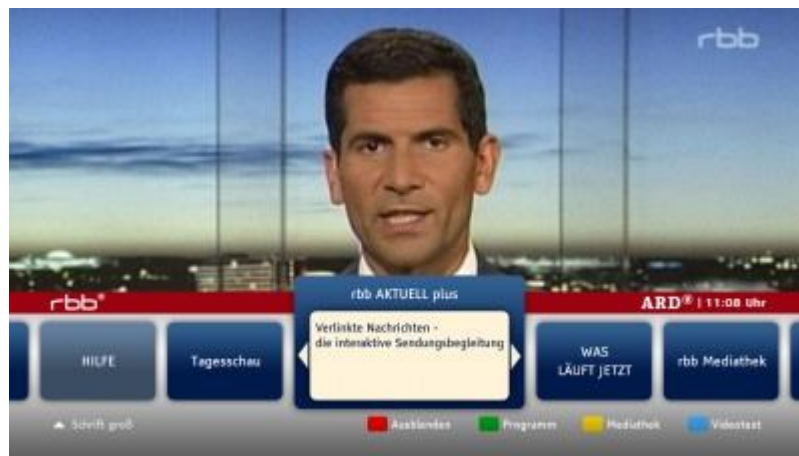 rbb
rbb
rbb AKTUELL plus
ARD® | 11:08 Uhr
HILFE
Tagesschau
Verlinkte Nachrichten -
die interaktive Sendungsbegleitung
WAS
LÄUFT JETZT
rbb Mediathek
Schrift groß
Ausblenden
Programm
Mediathek
Videotext